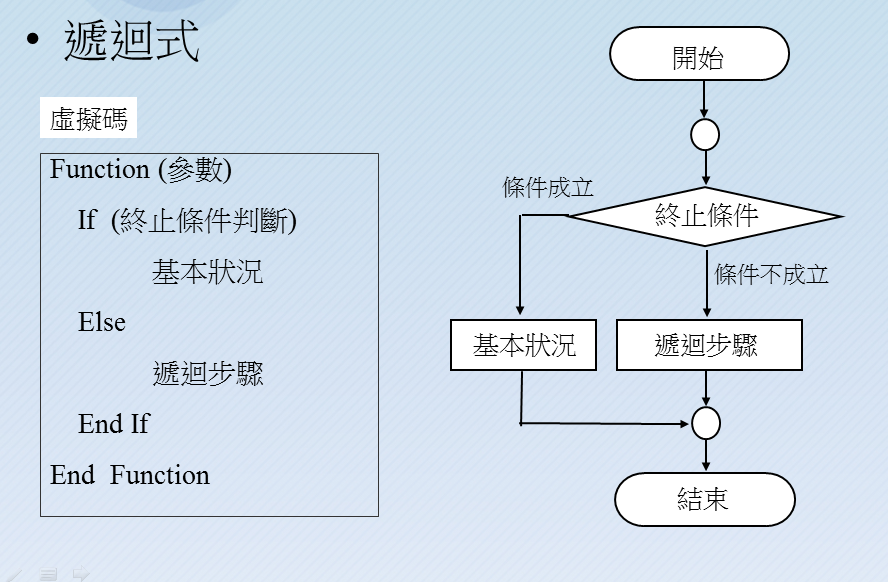 • 遞迴式
虛擬碼
Function (參數)
If (終止條件判斷)
基本狀況
Else
遞迴步驟
End If
End Function
開始
條件成立
終止條件
條件不成立
基本狀況
遞迴步驟
結束